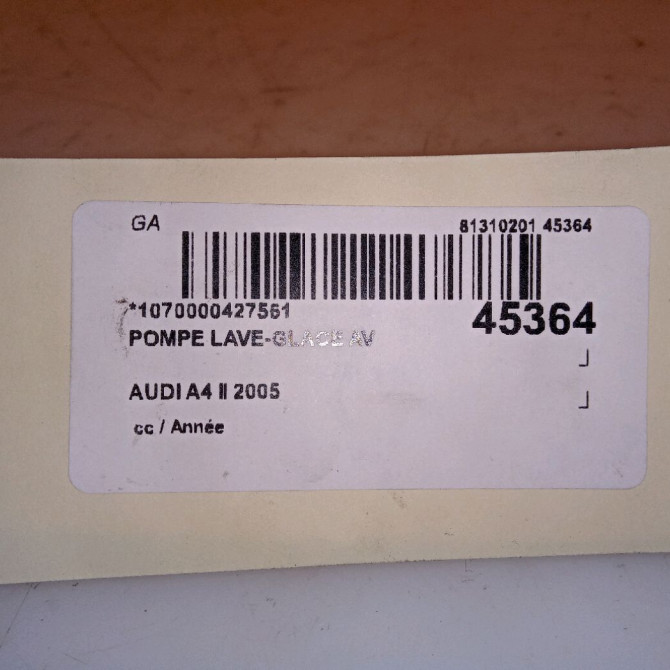 GA
81310201 45364
*1070000427561
45364
POMPE LAVE-GLACE AV
AUDI A4 II 2005
cc / Année